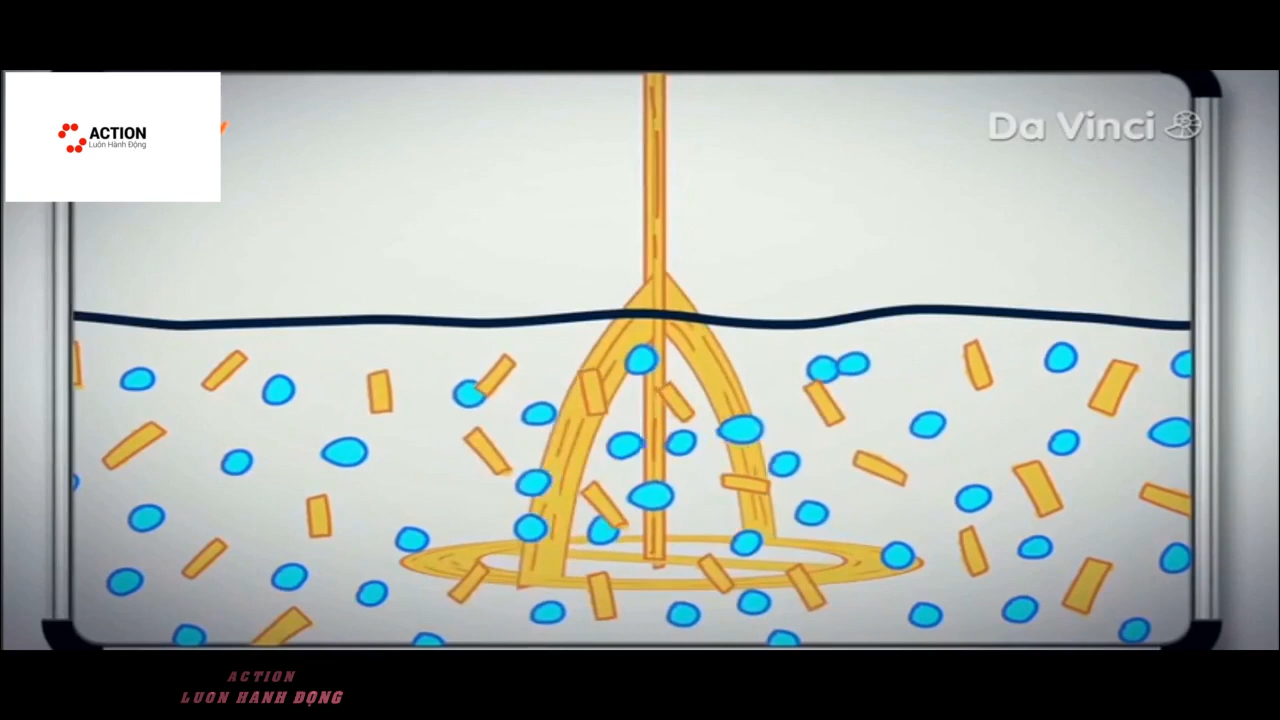 ACTION
Luôn Hành Động
Da Vinci
ACTION
LUON HANH ĐỘNG